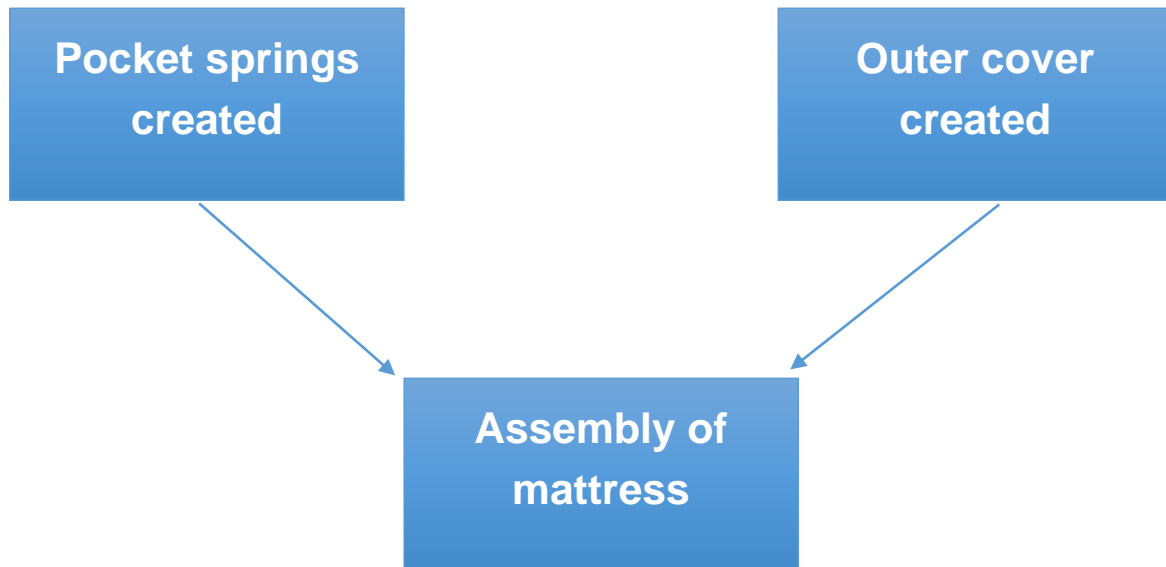 Pocket springs
created
Outer cover
created
Assembly of
mattress